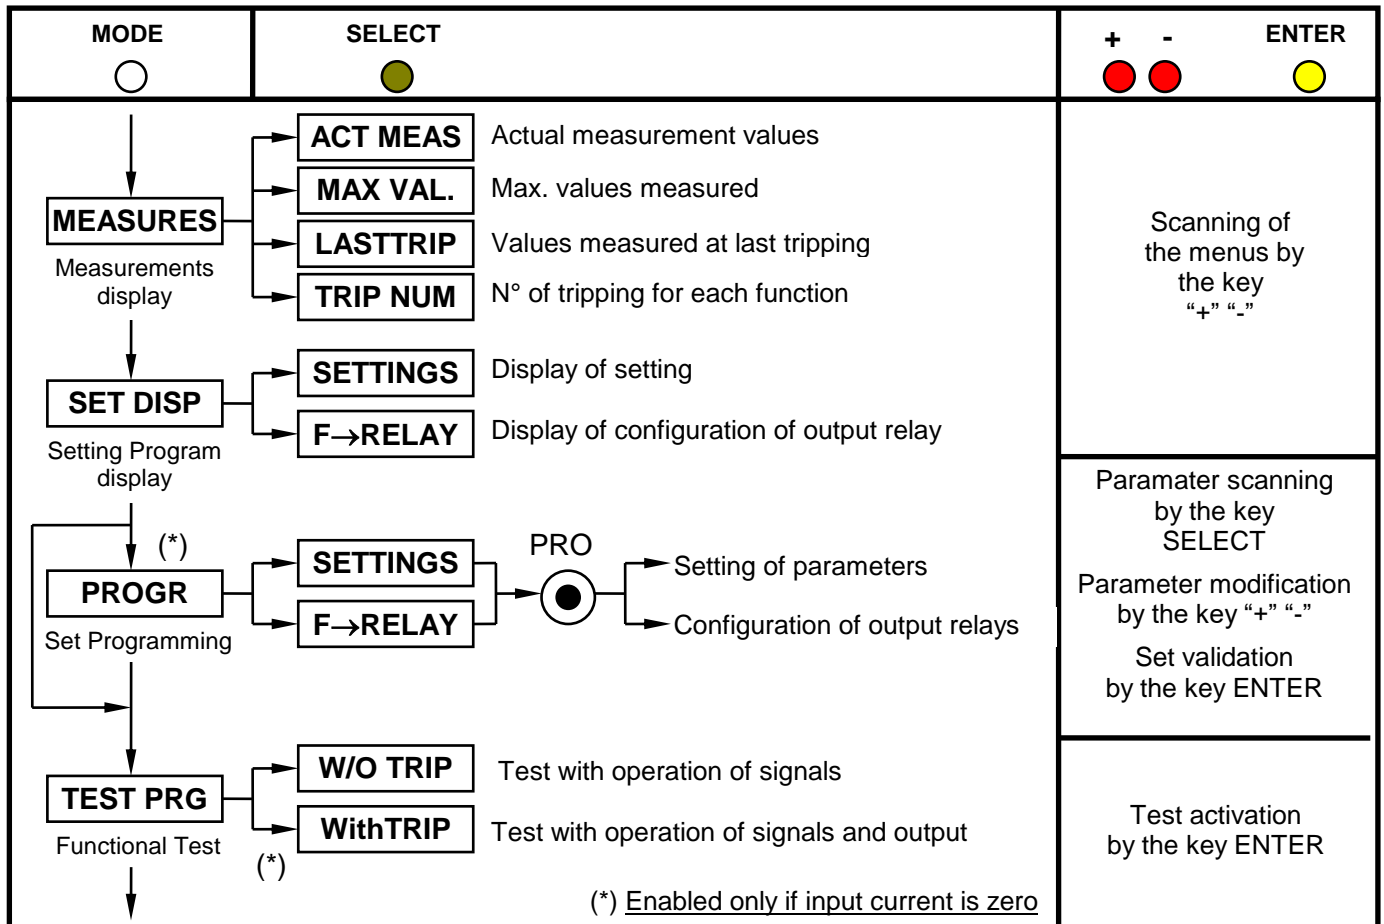 MODE
SELECT
+ - ENTER
ACT MEAS Actual measurement values
MAX VAL. Max. values measured
MEASURES
LASTTRIP Values measured at last tripping
Measurements
display
TRIP NUM N° of tripping for each function
Scanning of
the menus by
the key
“+” “-”
SETTINGS Display of setting
SET DISP
F→RELAY Display of configuration of output relay
Setting Program
display
Paramater scanning
by the key
SELECT
Parameter modification
by the key “+” “-”
Set validation
by the key ENTER
(*)
SETTINGS
PRO
Setting of parameters
PROGR
F→RELAY
Configuration of output relays
Set Programming
W/O TRIP Test with operation of signals
TEST PRG
WithTRIP Test with operation of signals and output
Functional Test
(*)
Test activation
by the key ENTER
(*) Enabled only if input current is zero